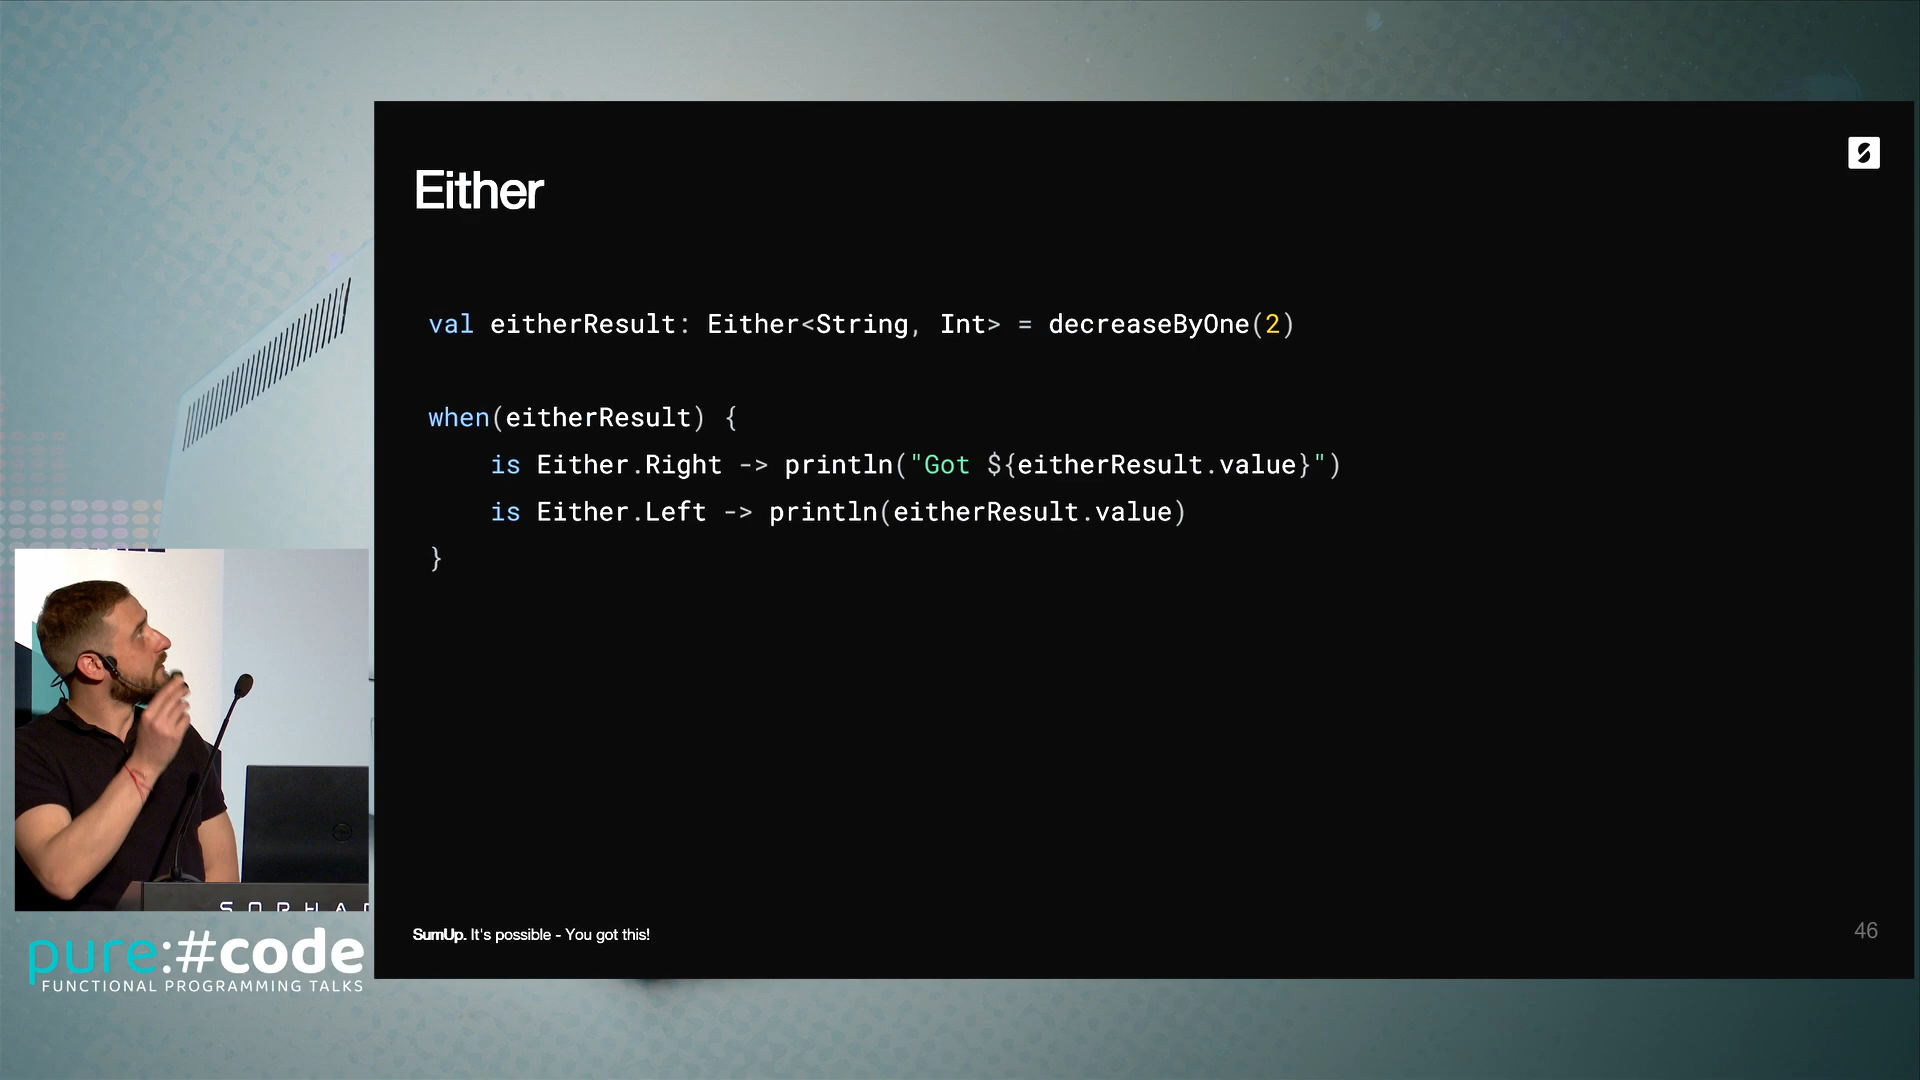 Either
val eitherResult: Either<String, Int> = decreaseByOne(2)
when(eitherResult) {
    is Either.Right -> println("Got ${eitherResult.value}")
    is Either.Left -> println(eitherResult.value)
}
SumUp. It's possible - You got this!
46
pure:#code
FUNCTIONAL PROGRAMMING TALKS